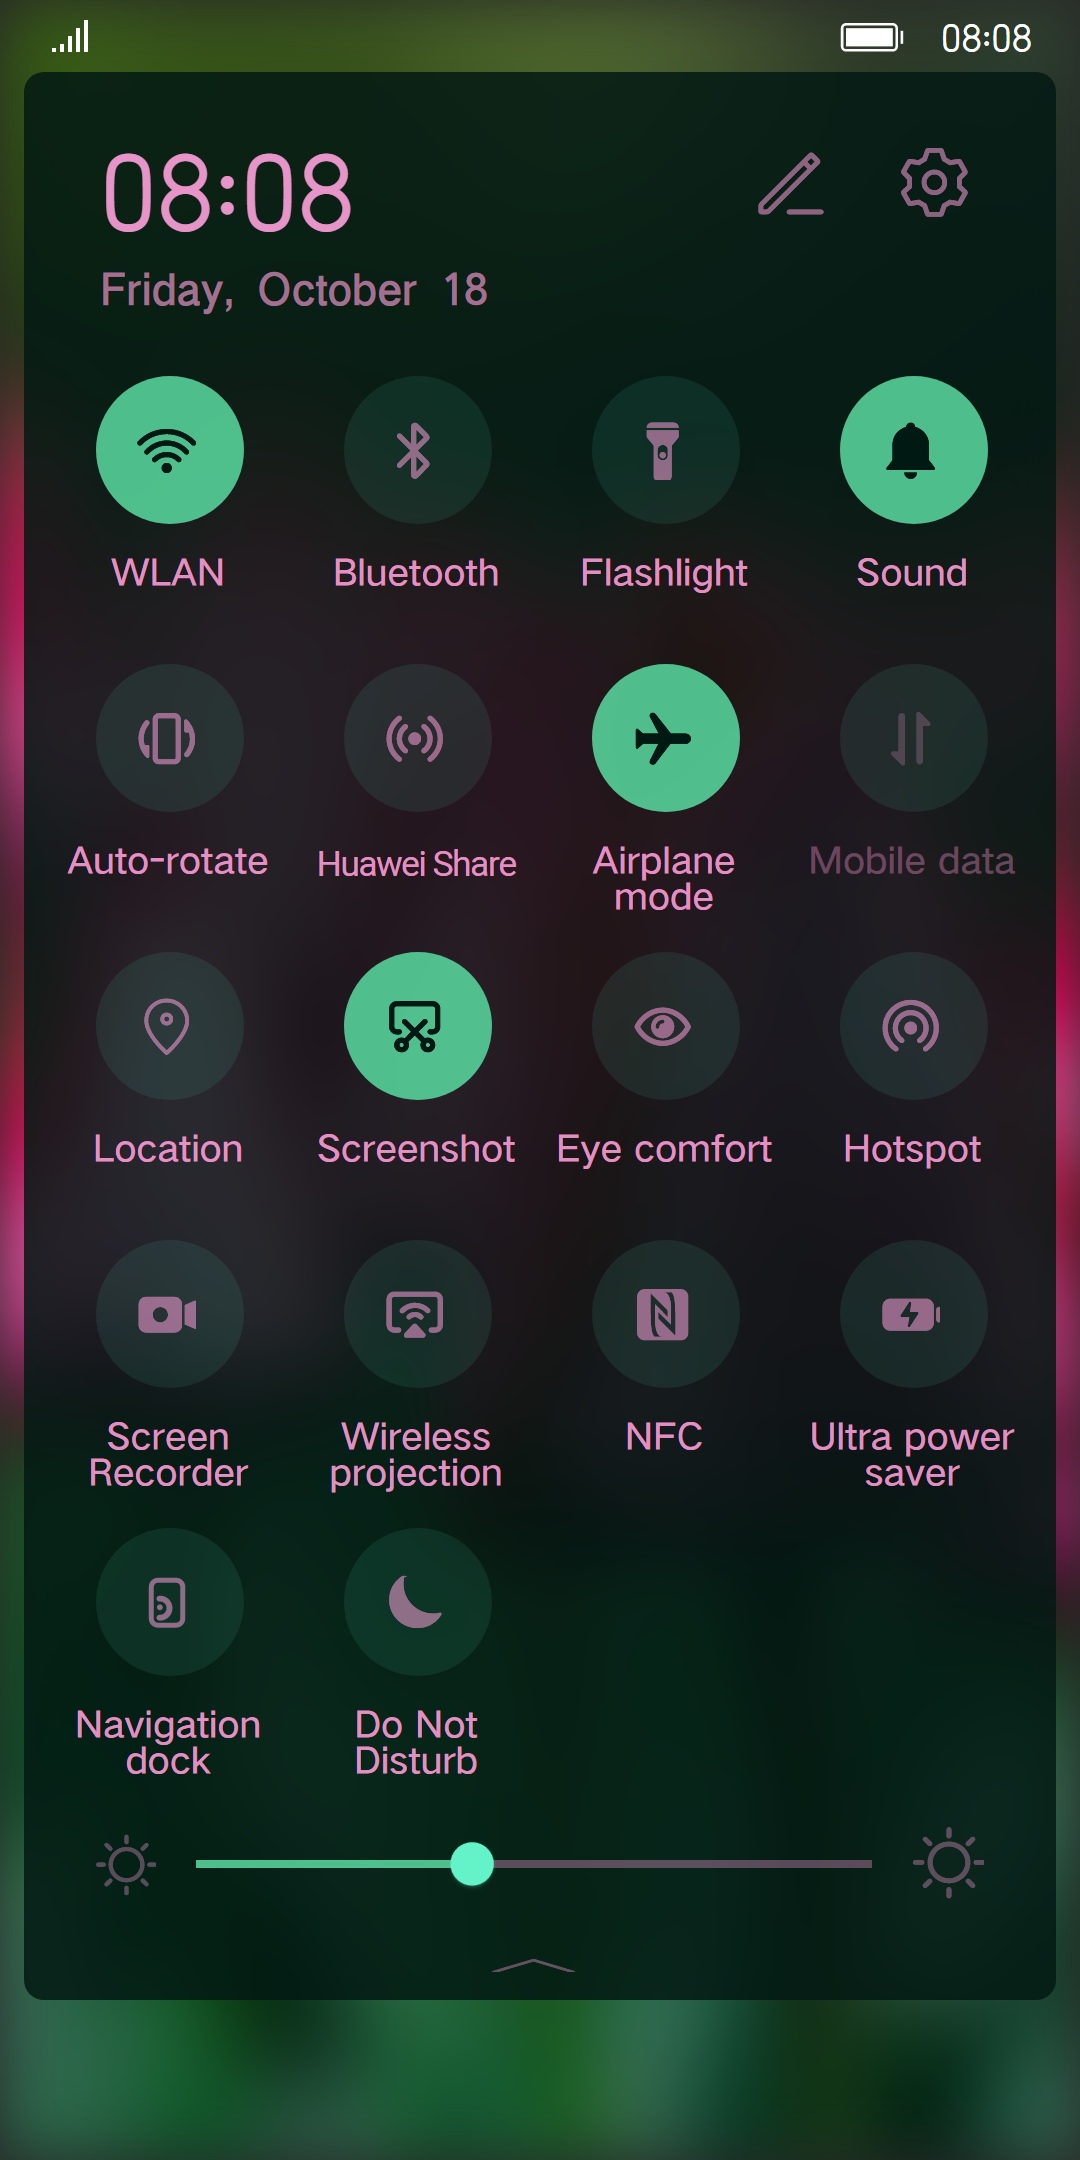 08:08
08:08
Friday, October 18
WLAN
Bluetooth
Flashlight
Sound
Auto-rotate
Huawei Share
Airplane
mode
Mobile data
Location
Screenshot
Eye comfort
Hotspot
Screen
Recorder
Wireless
projection
NFC
Ultra power
saver
Navigation
dock
Do Not
Disturb